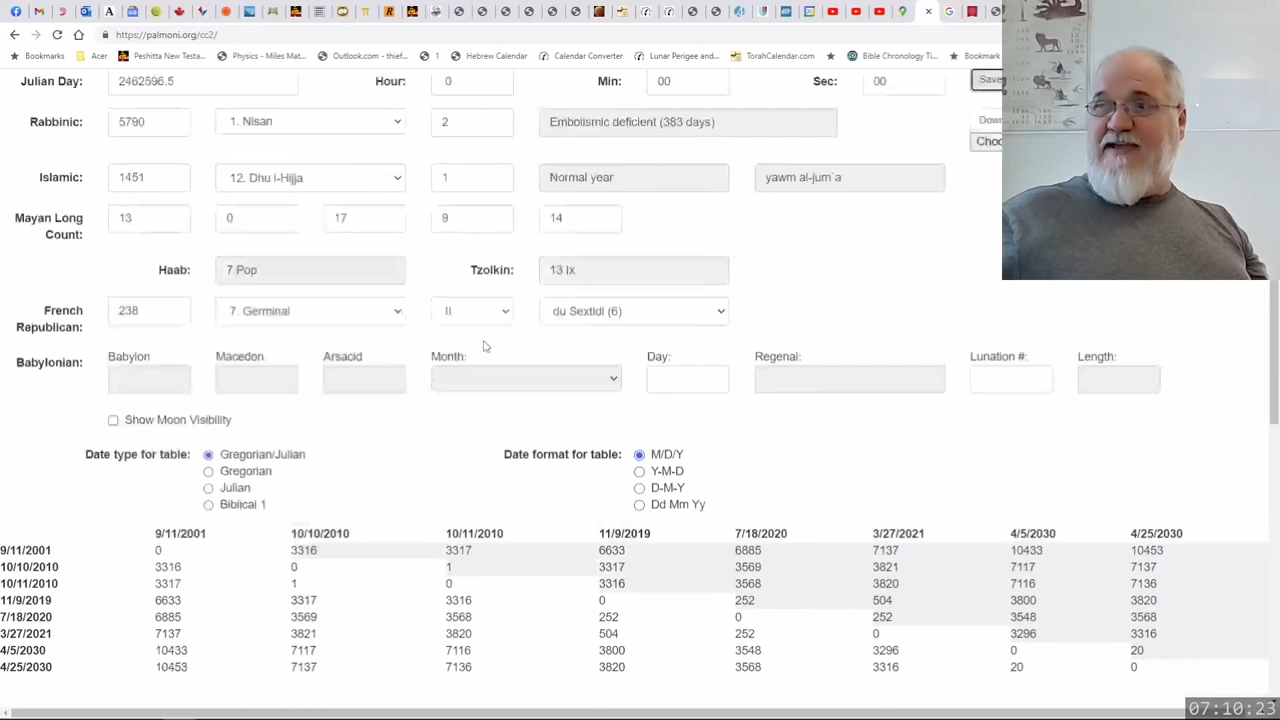 https://palmoni.org/cc2/
Bookmarks Acer Peshitta New Testa... Physics - Miles Mat... Outlook.com - thief... 1 Hebrew Calendar Calendar Converter Lunar Perigee and... TorahCalendar.com Bible Chronology Ti... Bookmark
Julian Day: 2462596.5 Hour: 0 Min: 00 Sec: 00 Save
Rabbinic: 5790 1. Nisan 2 Embolismic deficient (383 days) Down
Choo
Islamic: 1451 12. Dhu l-Hijja 1 Normal year yawm al-jum`a
Mayan Long Count: 13 0 17 9 14
Haab: 7 Pop Tzolkin: 13 Ix
French Republican: 238 7. Germinal II du Sextidi (6)
Babylonian: Babylon Macedon Arsacid Month: Day: Regenal: Lunation #: Length:
Show Moon Visibility
Date type for table: Gregorian/Julian Date format for table: M/D/Y
Gregorian Y-M-D
Julian D-M-Y
Biblical 1 Dd Mm Yy
9/11/2001 10/10/2010 10/11/2010 11/9/2019 7/18/2020 3/27/2021 4/5/2030 4/25/2030
9/11/2001 0 3316 3317 6633 6885 7137 10433 10453
10/10/2010 3316 0 1 3317 3569 3821 7117 7137
10/11/2010 3317 1 0 3316 3568 3820 7116 7136
11/9/2019 6633 3317 3316 0 252 504 3800 3820
7/18/2020 6885 3569 3568 252 0 252 3548 3568
3/27/2021 7137 3821 3820 504 252 0 3296 3316
4/5/2030 10433 7117 7116 3800 3548 3296 0 20
4/25/2030 10453 7137 7136 3820 3568 3316 20 0
07:10:23